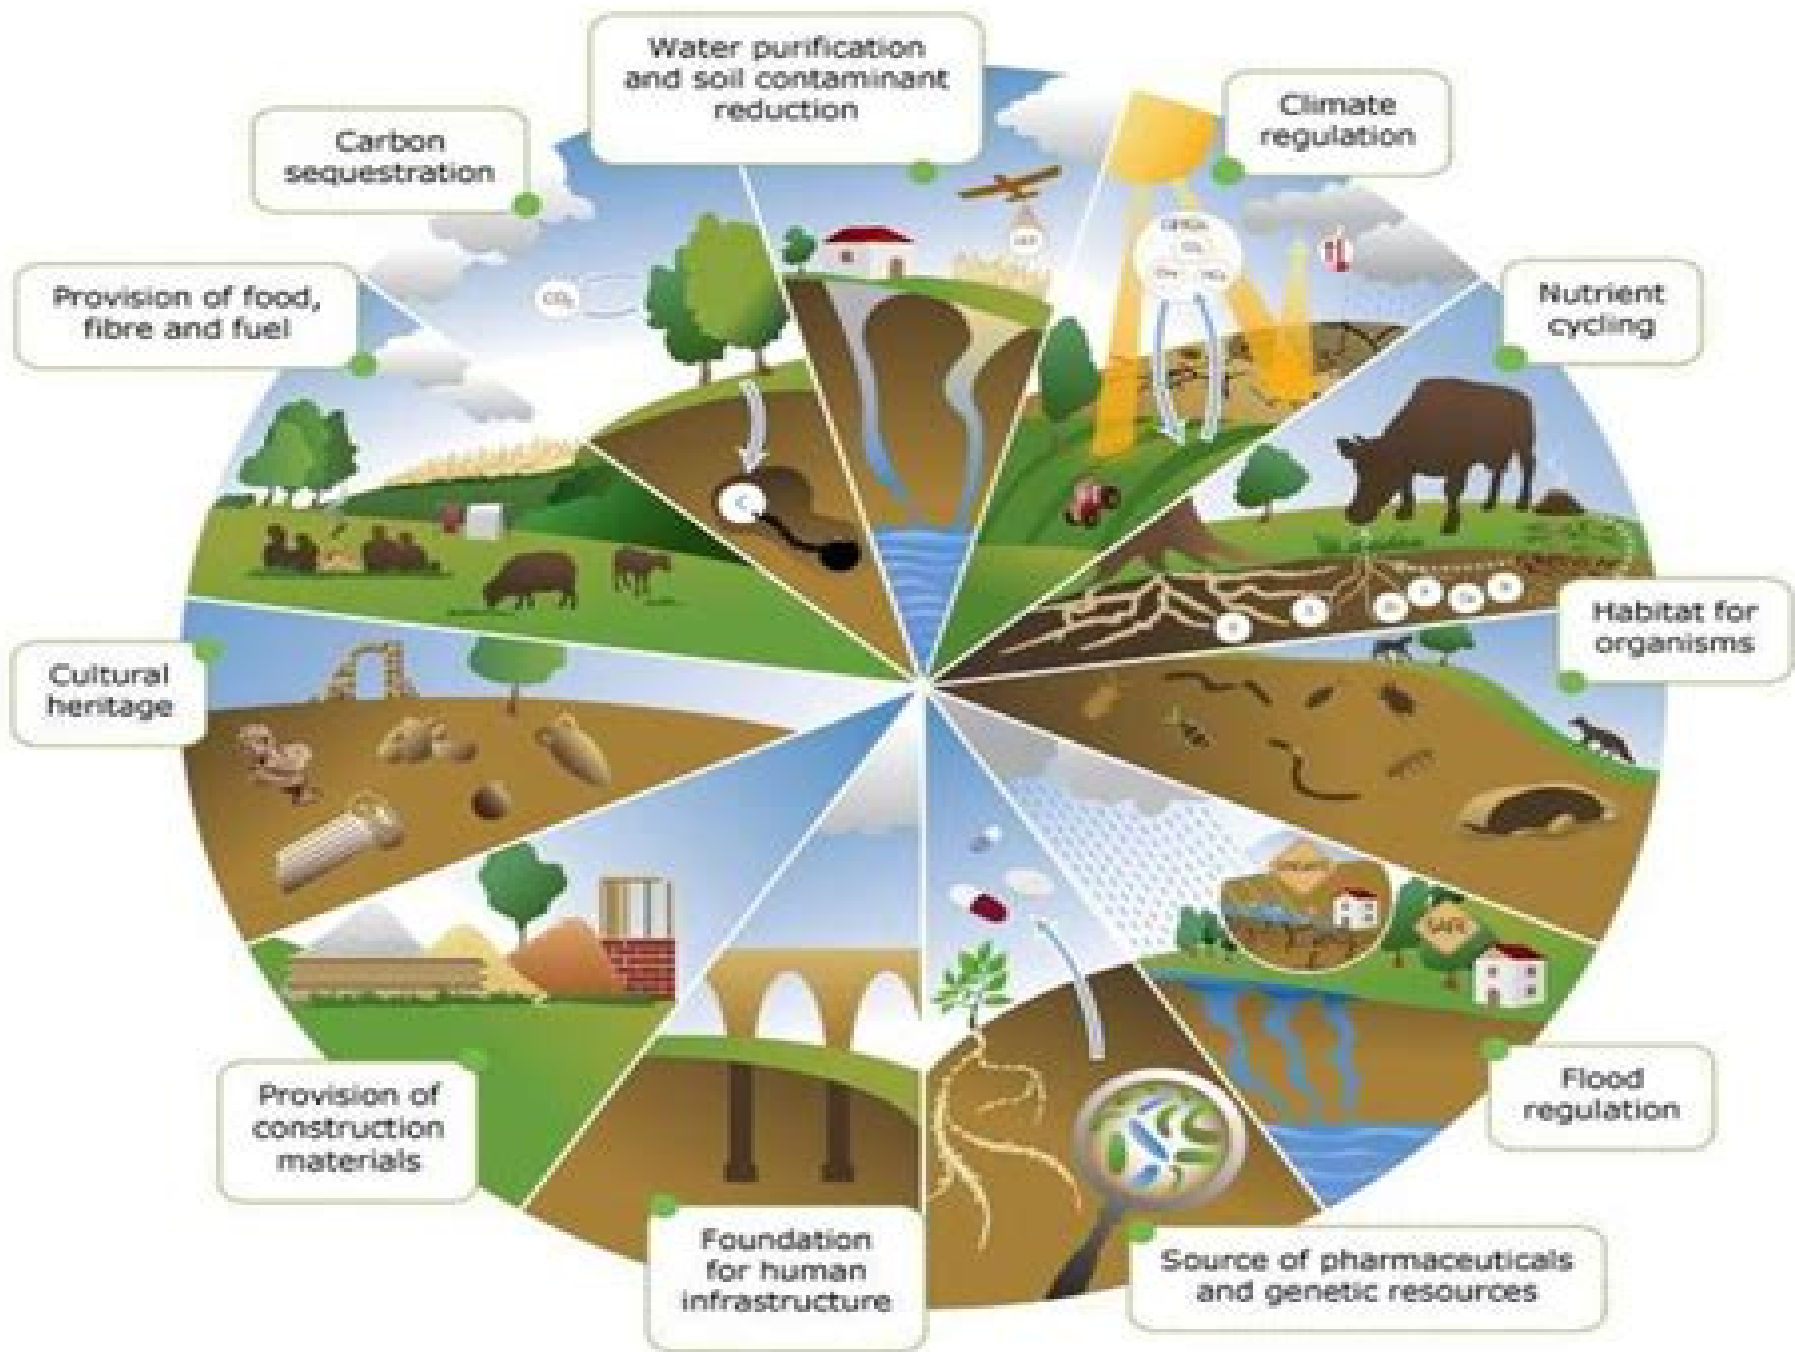 Water purification
and soil contaminant
reduction
Climate
regulation
Carbon
sequestration
Nutrient
cycling
Provision of food,
fibre and fuel
CO₂
C
Habitat for
organisms
Cultural
heritage
SAFE
Flood
regulation
Provision of
construction
materials
Foundation
for human
infrastructure
Source of pharmaceuticals
and genetic resources